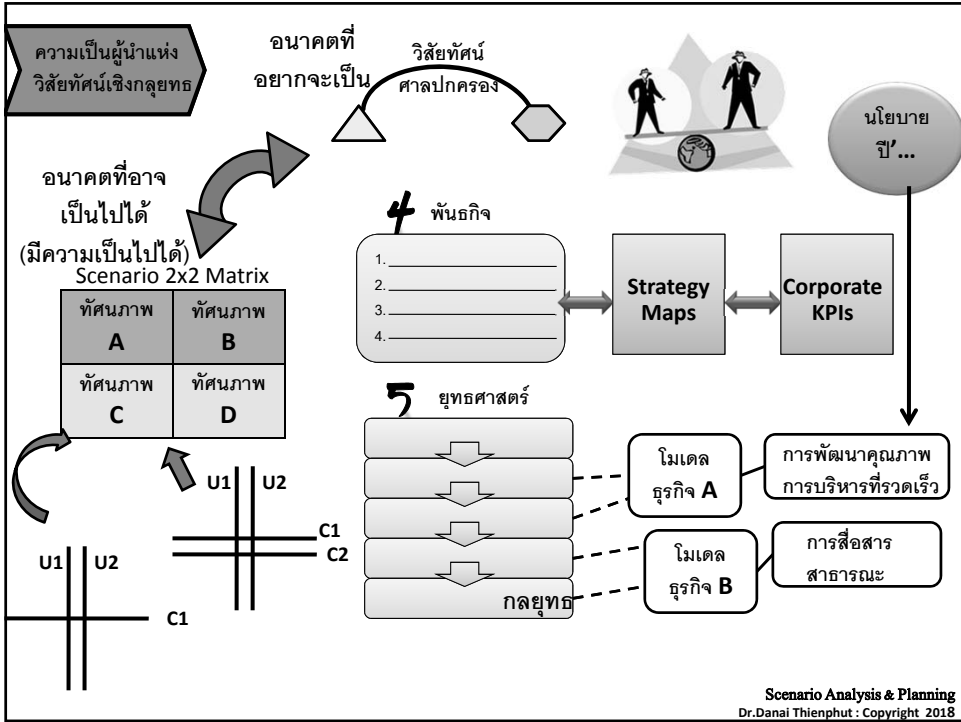 ความเป็นผู้นำแห่ง
วิสัยทัศน์เชิงกลุยทธ
อนาคตที่
อยากจะเป็น
วิสัยทัศน์
ศาลปกครอง
นโยบาย
ปี'...
อนาคตที่อาจ
เป็นไปได้
(มีความเป็นไปได้)
Scenario 2x2 Matrix
ทัศนภาพ
A
ทัศนภาพ
B
ทัศนภาพ
C
ทัศนภาพ
D
4 พันธกิจ
1.
2.
3.
4.
Strategy
Maps
Corporate
KPIs
5 ยุทธศาสตร์
กลยุทธ
โมเดล
ธุรกิจ A
การพัฒนาคุณภาพ
การบริหารที่รวดเร็ว
โมเดล
ธุรกิจ B
การสื่อสาร
สาธารณะ
U1 U2
C1
C2
U1 U2
C1
Scenario Analysis & Planning
Dr.Danai Thienphut : Copyright 2018